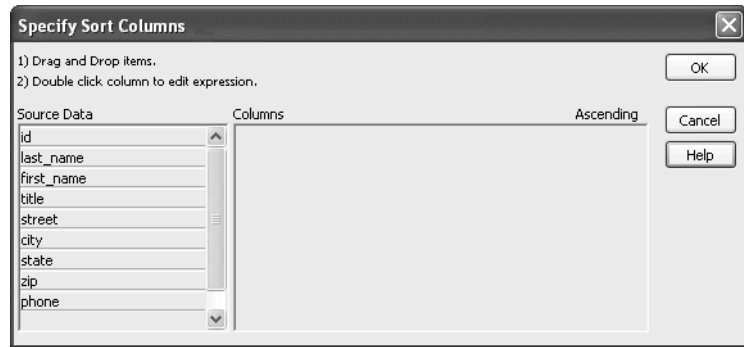 Specify Sort Columns
1) Drag and Drop items.
2) Double click column to edit expression.
OK
Cancel
Help
Source Data
Columns
Ascending
id
last_name
first_name
title
street
city
state
zip
phone